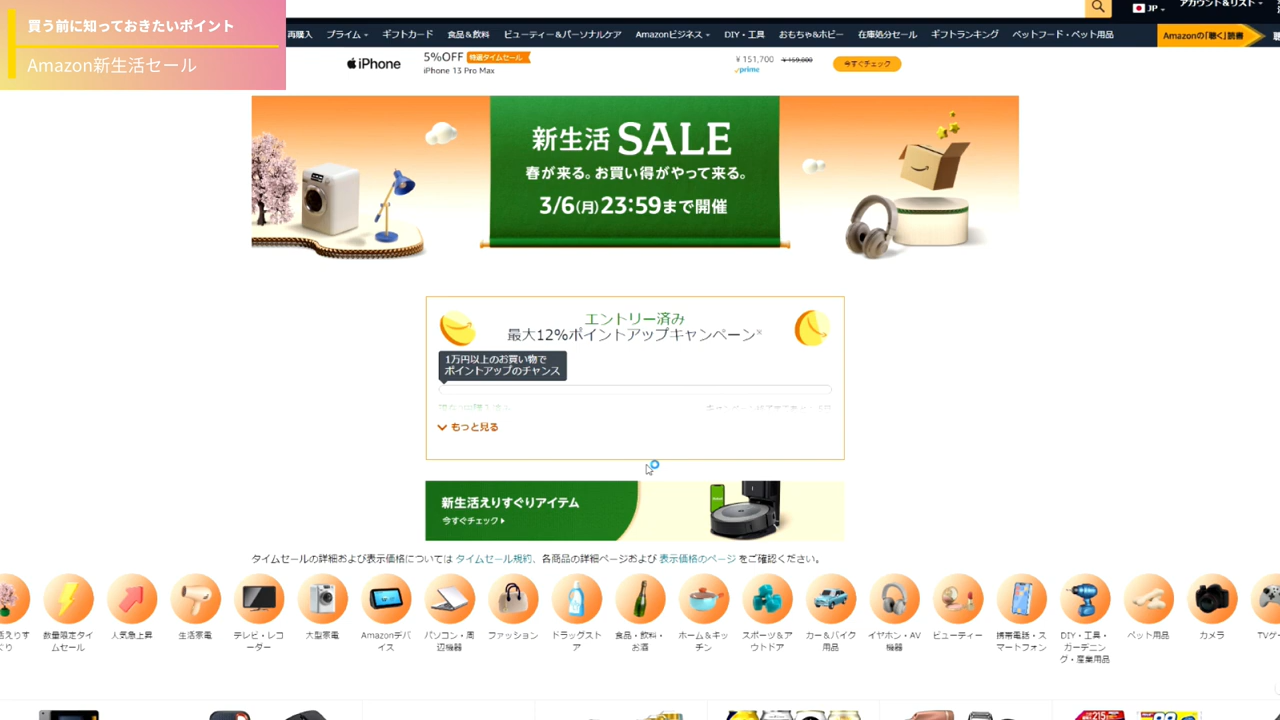 買う前に知っておきたいポイント
Amazon新生活セール
JP
アカウント&リスト
再購入 プライム ギフトカード 食品&飲料 ビューティー&パーソナルケア Amazonビジネス DIY・工具 おもちゃ&ホビー 在庫処分セール ギフトランキング ペットフード・ペット用品
Amazonの「聴く」読書
iPhone
5%OFF 特選タイムセール
iPhone 13 Pro Max
¥151,700 ¥159,800
prime
今すぐチェック
新生活 SALE
春が来る。お買い得がやって来る。
3/6(月)23:59まで開催
エントリー済み
最大12%ポイントアップキャンペーン※
1万円以上のお買い物で
ポイントアップのチャンス
もっと見る
新生活えりすぐりアイテム
今すぐチェック
タイムセールの詳細および表示価格については タイムセール規約、各商品の詳細ページおよび 表示価格のページ をご確認ください。
数量限定タイムセール
人気急上昇
生活家電
テレビ・レコーダー
大型家電
Amazonデバイス
パソコン・周辺機器
ファッション
ドラッグストア
食品・飲料・お酒
ホーム&キッチン
スポーツ&アウトドア
カー&バイク用品
イヤホン・AV機器
ビューティー
携帯電話・スマートフォン
DIY・工具・ガーデニング・産業用品
ペット用品
カメラ